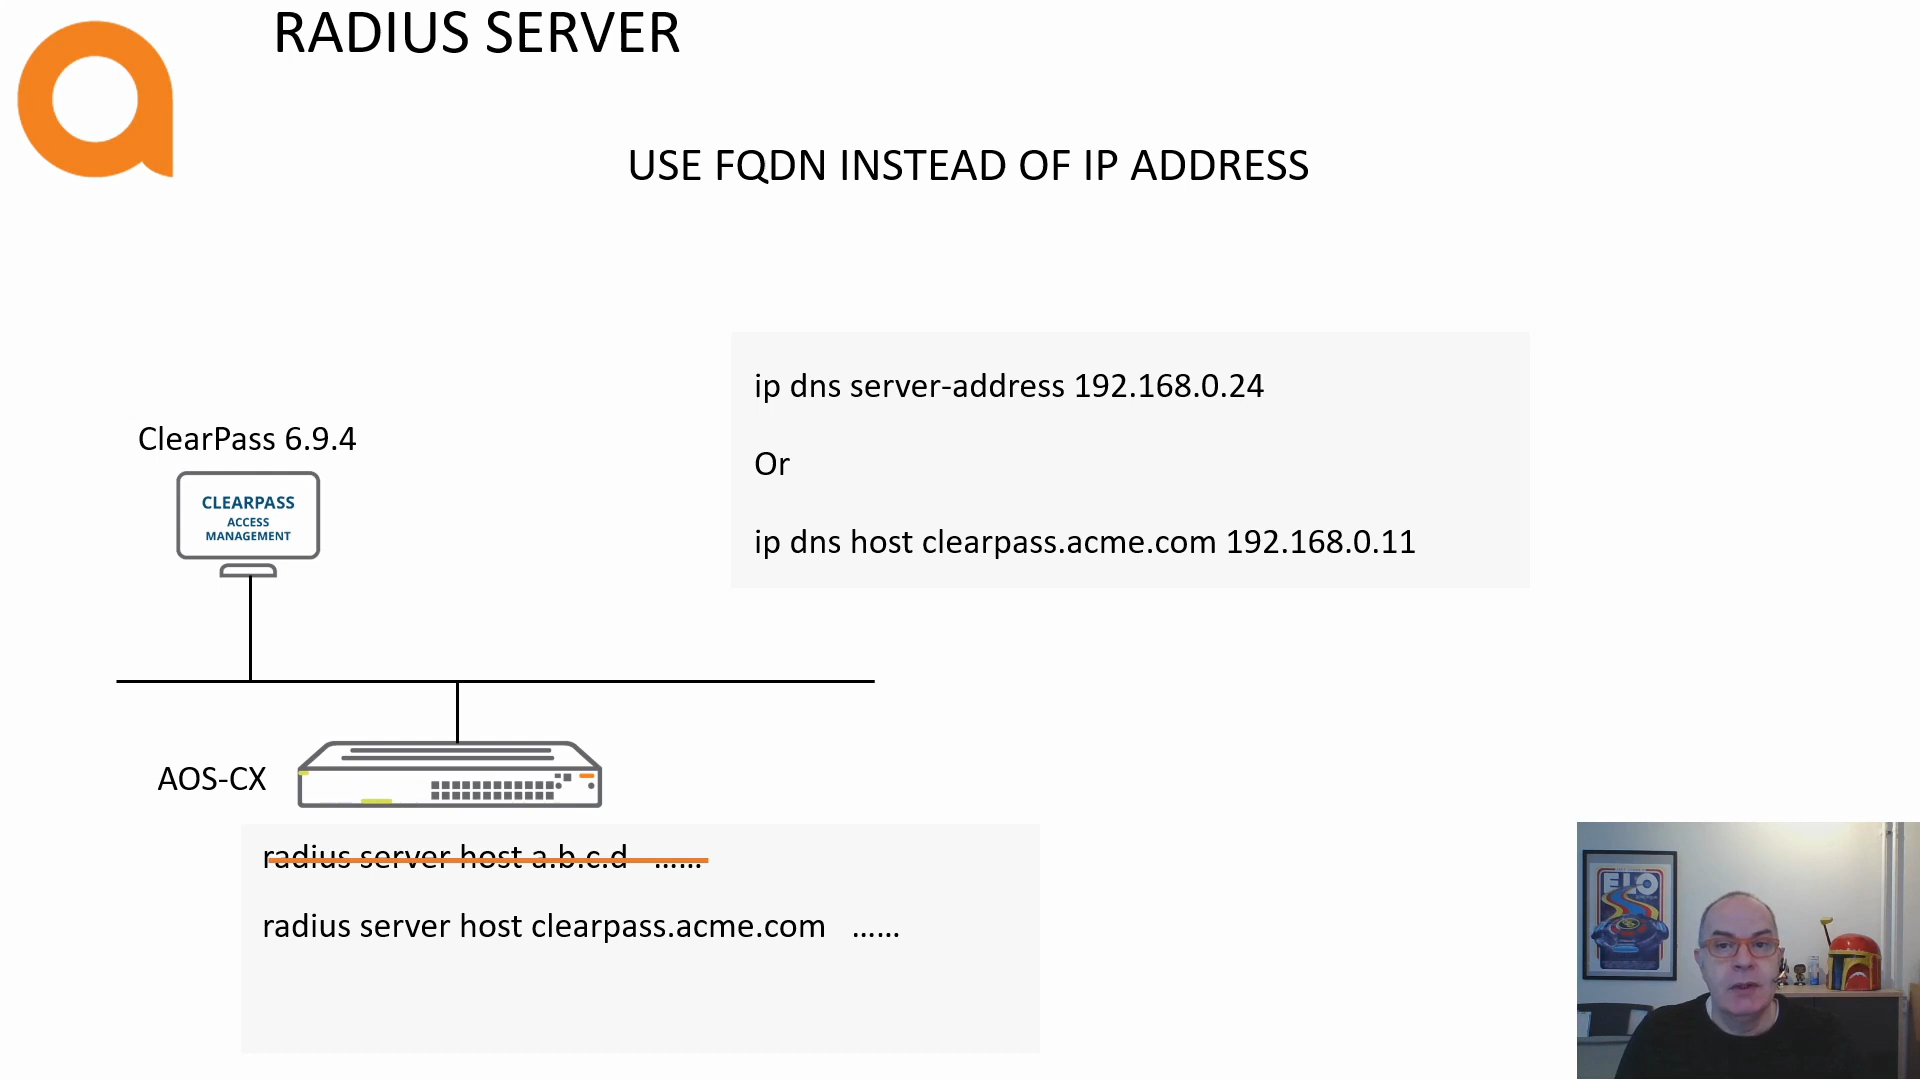 RADIUS SERVER
USE FQDN INSTEAD OF IP ADDRESS
ip dns server-address 192.168.0.24
Or
ip dns host clearpass.acme.com 192.168.0.11
ClearPass 6.9.4
CLEARPASS
ACCESS
MANAGEMENT
AOS-CX
radius server host a.b.c.d ......
radius server host clearpass.acme.com ......
ELO